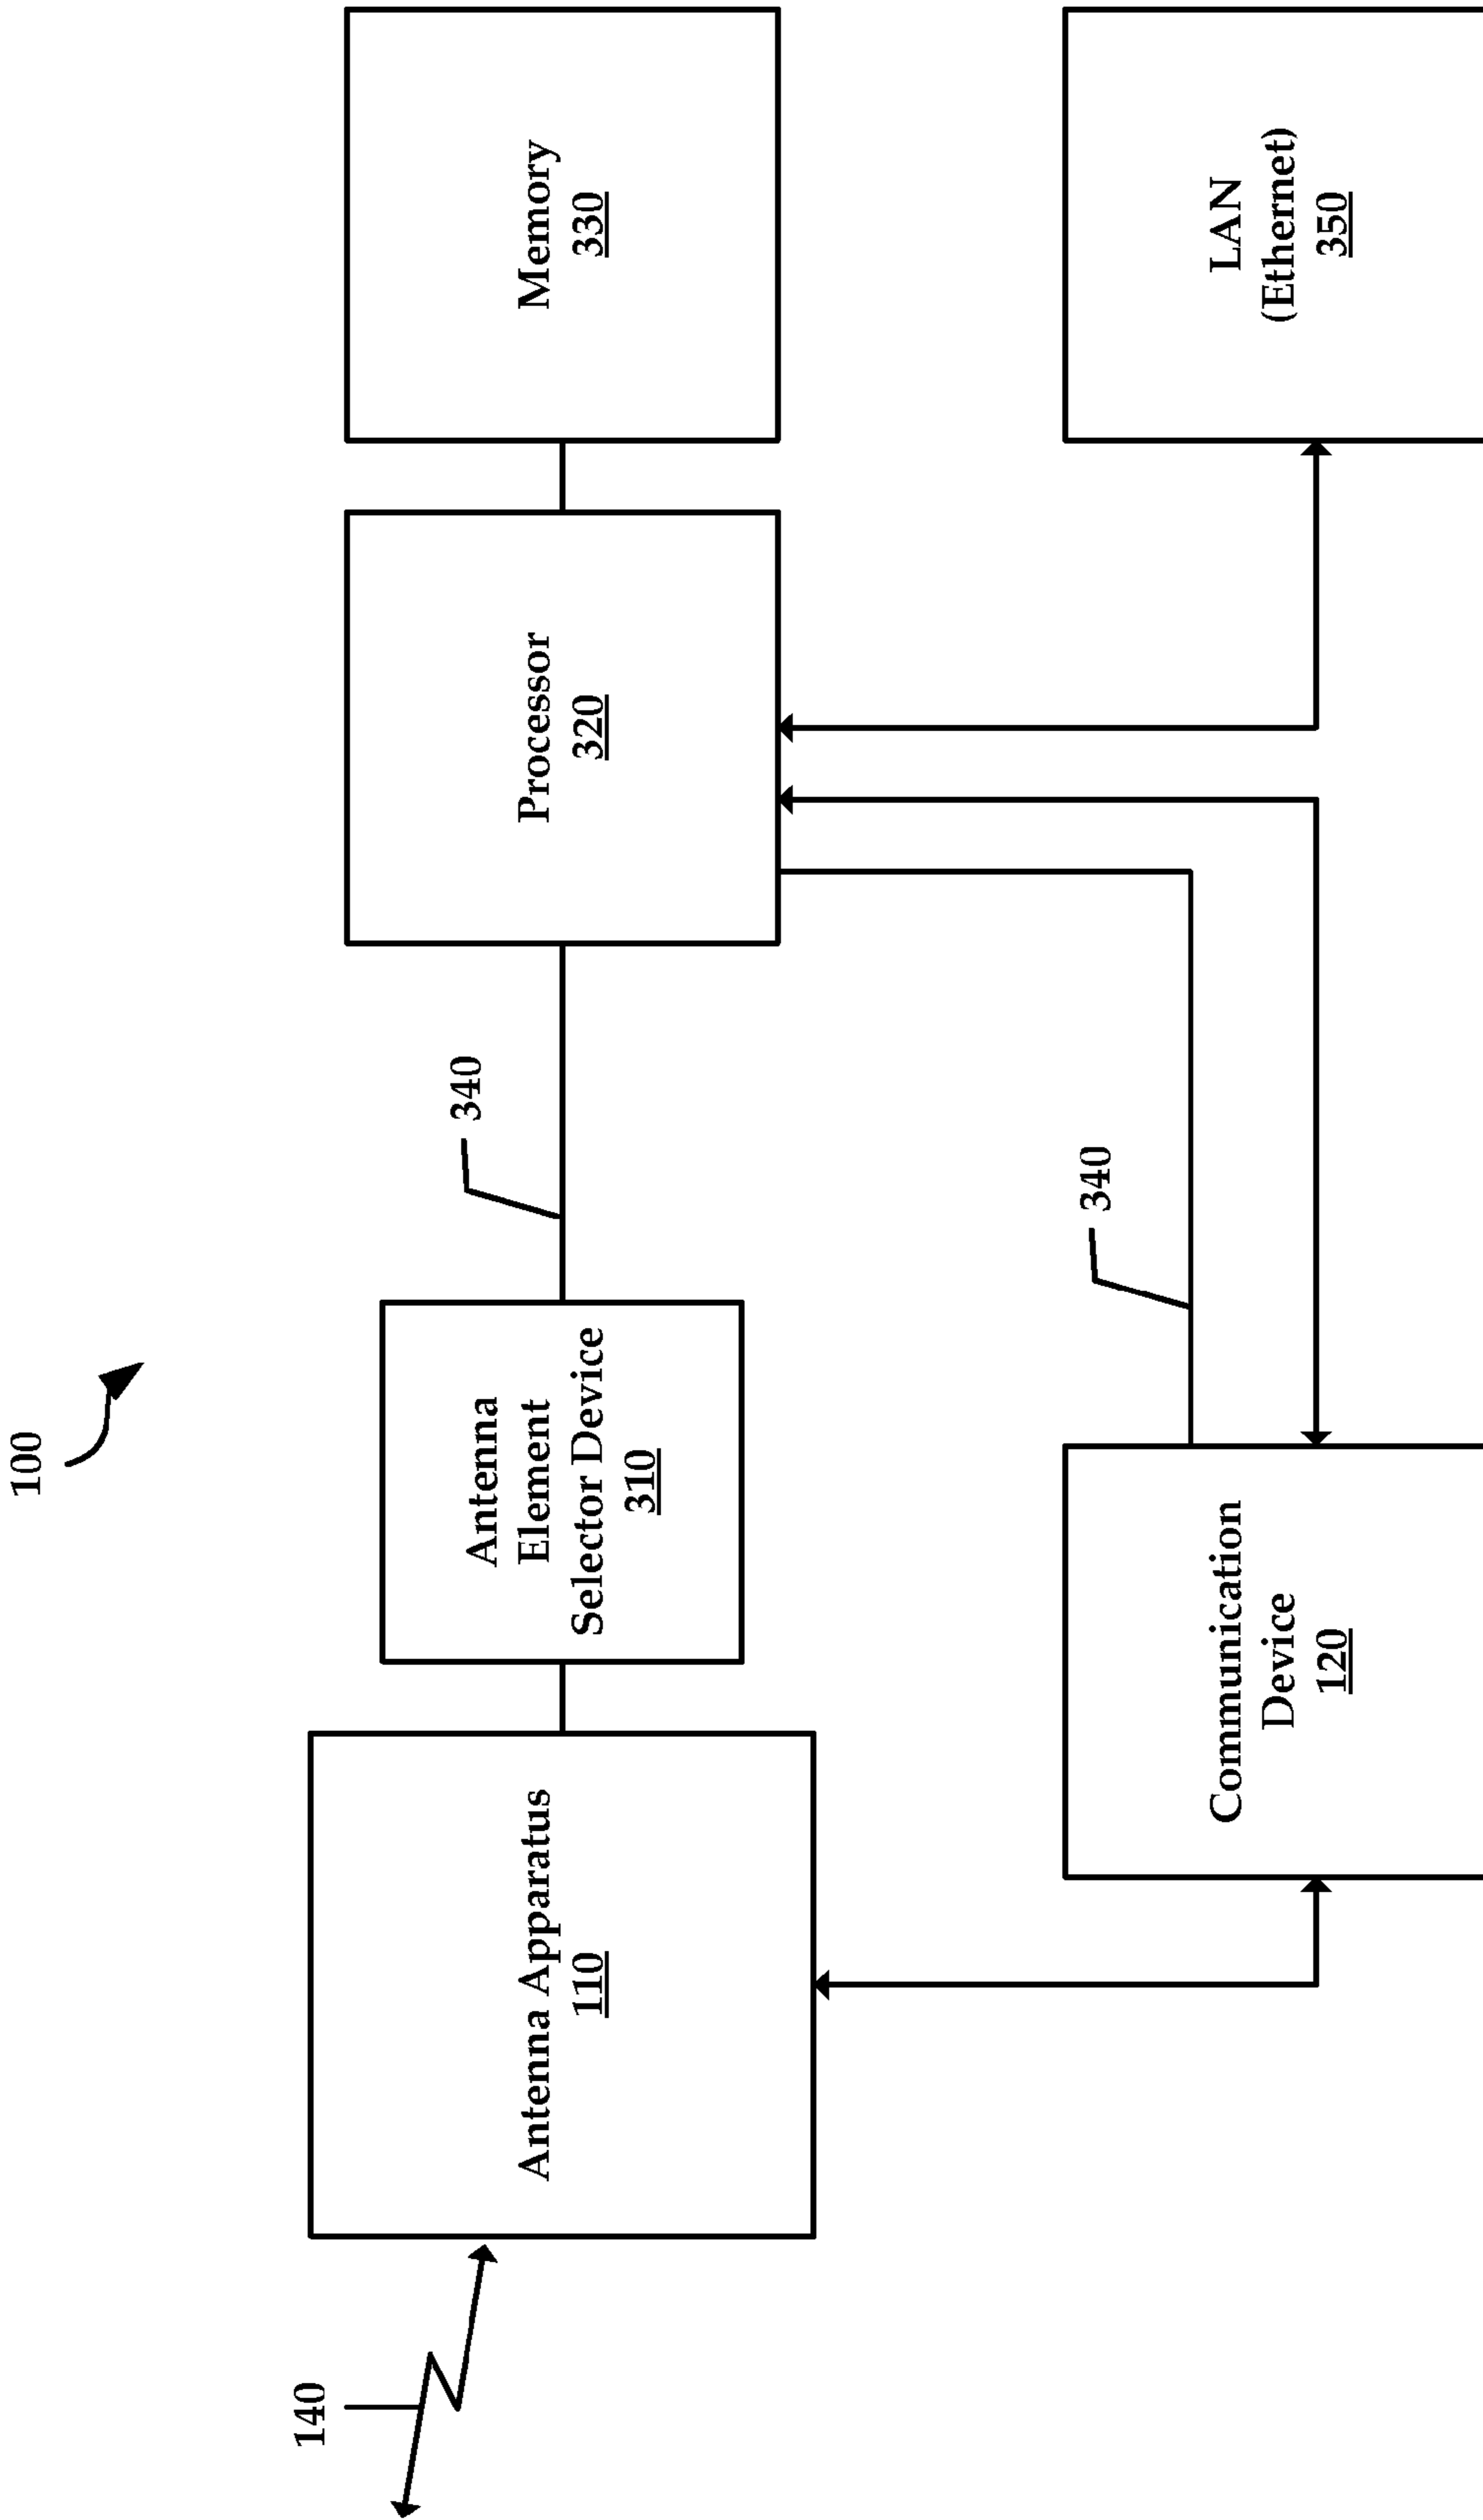 100
140
Antenna Apparatus
110
Antenna
Element
Selector Device
310
340
Processor
320
Memory
330
Communication
Device
120
340
LAN
(Ethernet)
350